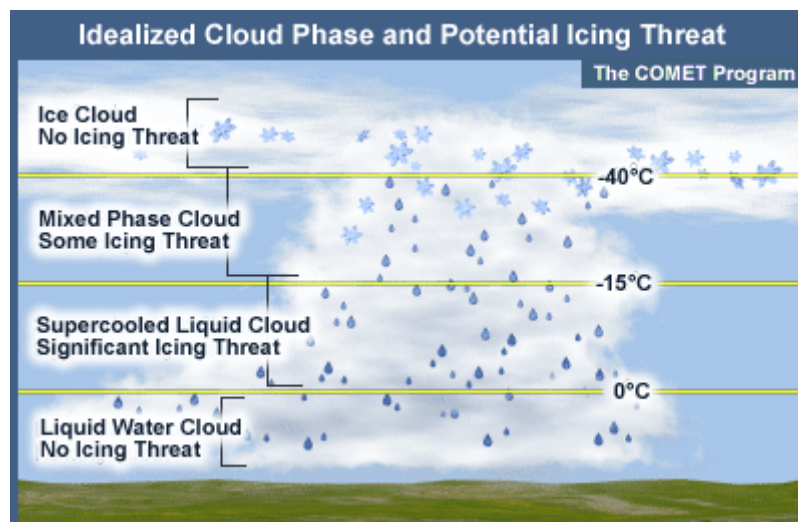 Idealized Cloud Phase and Potential Icing Threat
The COMET Program
Ice Cloud
No Icing Threat
-40°C
Mixed Phase Cloud
Some Icing Threat
-15°C
Supercooled Liquid Cloud
Significant Icing Threat
0°C
Liquid Water Cloud
No Icing Threat